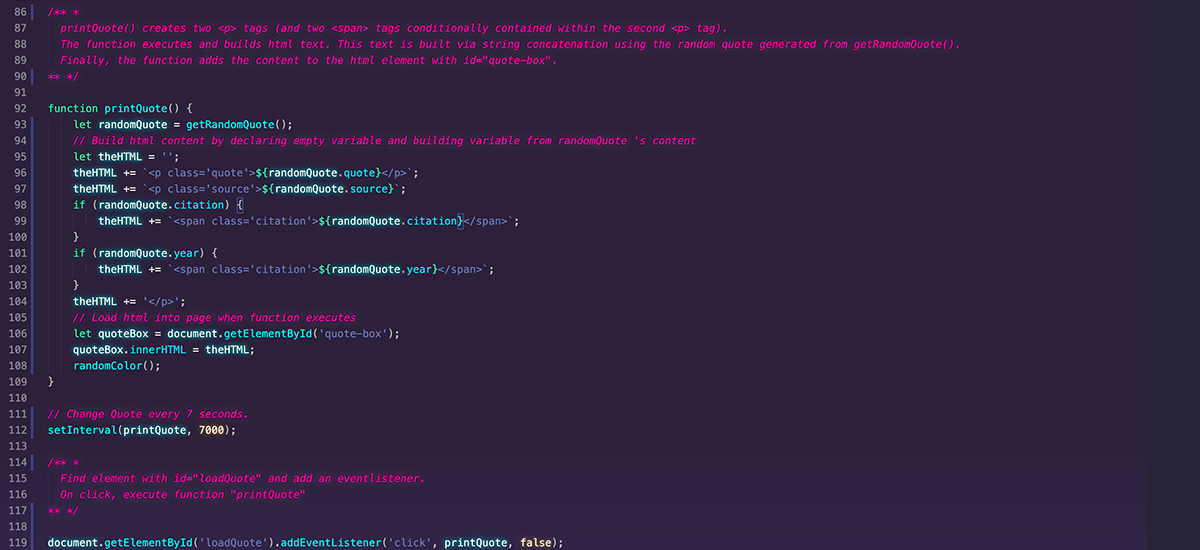 86 /** *
87 printQuote() creates two <p> tags (and two <span> tags conditionally contained within the second <p> tag).
88 The function executes and builds html text. This text is built via string concatenation using the random quote generated from getRandomQuote().
89 Finally, the function adds the content to the html element with id="quote-box".
90 ** */
91
92 function printQuote() {
93 let randomQuote = getRandomQuote();
94 // Build html content by declaring empty variable and building variable from randomQuote 's content
95 let theHTML = '';
96 theHTML += `<p class='quote'>${randomQuote.quote}</p>`;
97 theHTML += `<p class='source'>${randomQuote.source}`;
98 if (randomQuote.citation) {
99 theHTML += `<span class='citation'>${randomQuote.citation}</span>`;
100 }
101 if (randomQuote.year) {
102 theHTML += `<span class='citation'>${randomQuote.year}</span>`;
103 }
104 theHTML += '</p>';
105 // Load html into page when function executes
106 let quoteBox = document.getElementById('quote-box');
107 quoteBox.innerHTML = theHTML;
108 randomColor();
109 }
110
111 // Change Quote every 7 seconds.
112 setInterval(printQuote, 7000);
113
114 /** *
115 Find element with id="loadQuote" and add an eventlistener.
116 On click, execute function "printQuote"
117 ** */
118
119 document.getElementById('loadQuote').addEventListener('click', printQuote, false);